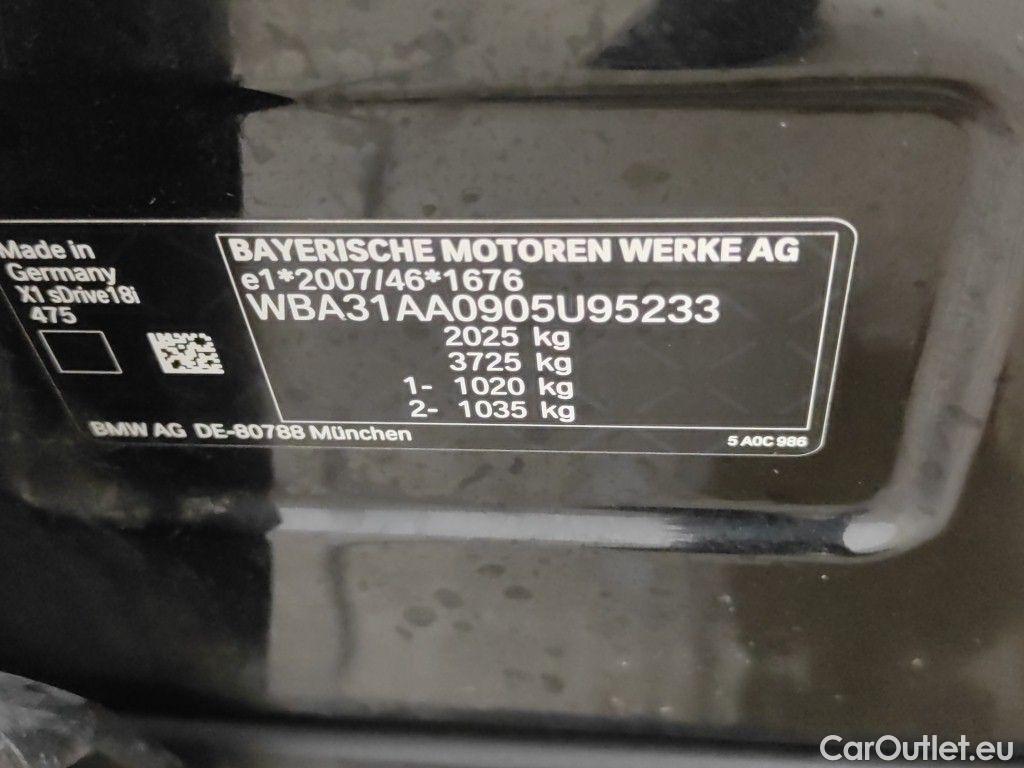 Made in
Germany
X1 sDrive18i
475
BAYERISCHE MOTOREN WERKE AG
e1*2007/46*1676
WBA31AA0905U95233
2025 kg
3725 kg
1- 1020 kg
2- 1035 kg
BMW AG DE-80788 München
5 A0C 986
CarOutlet.eu